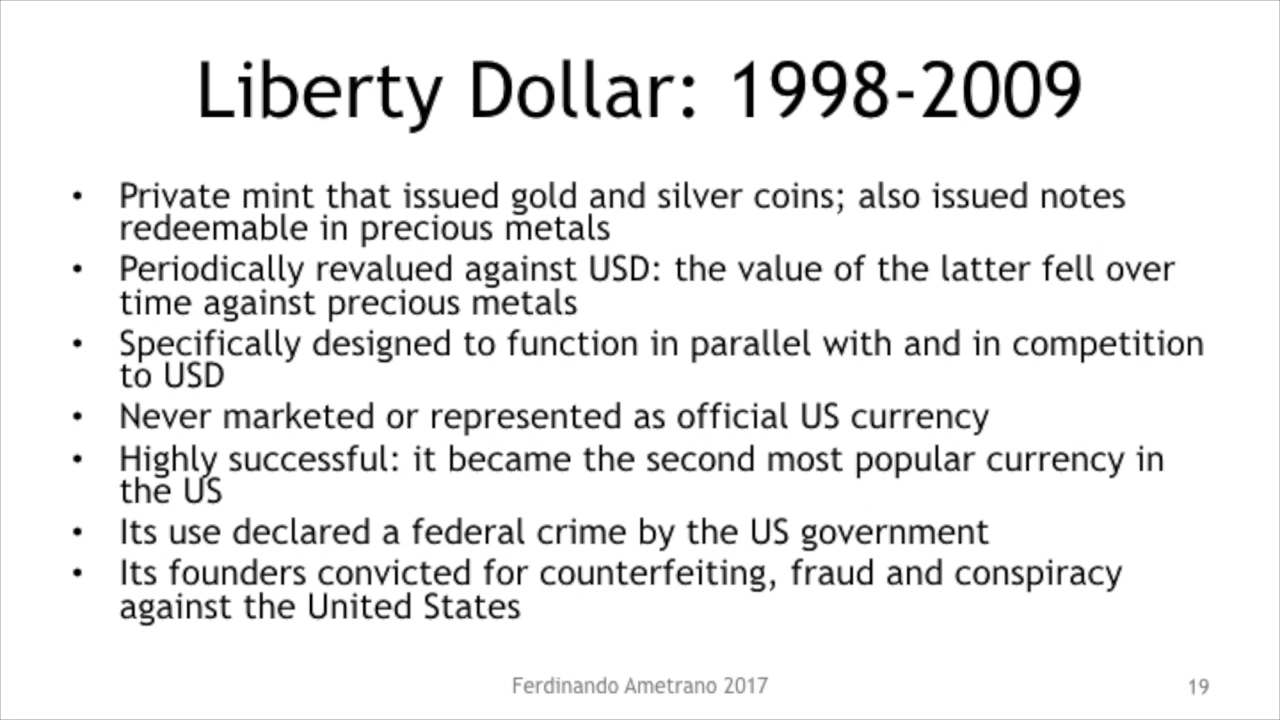 Liberty Dollar: 1998-2009
• Private mint that issued gold and silver coins; also issued notes
redeemable in precious metals
• Periodically revalued against USD: the value of the latter fell over
time against precious metals
• Specifically designed to function in parallel with and in competition
to USD
• Never marketed or represented as official US currency
• Highly successful: it became the second most popular currency in
the US
• Its use declared a federal crime by the US government
• Its founders convicted for counterfeiting, fraud and conspiracy
against the United States
Ferdinando Ametrano 2017
19